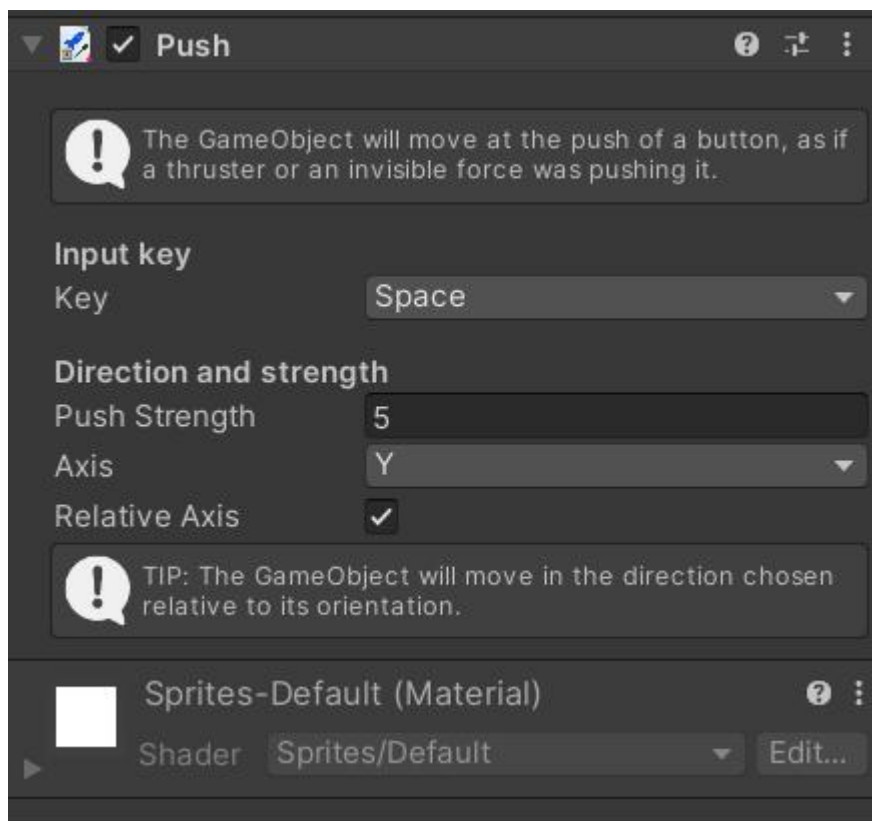 Push
The GameObject will move at the push of a button, as if
a thruster or an invisible force was pushing it.
Input key
Key Space
Direction and strength
Push Strength 5
Axis Y
Relative Axis
TIP: The GameObject will move in the direction chosen
relative to its orientation.
Sprites-Default (Material)
Shader Sprites/Default Edit...